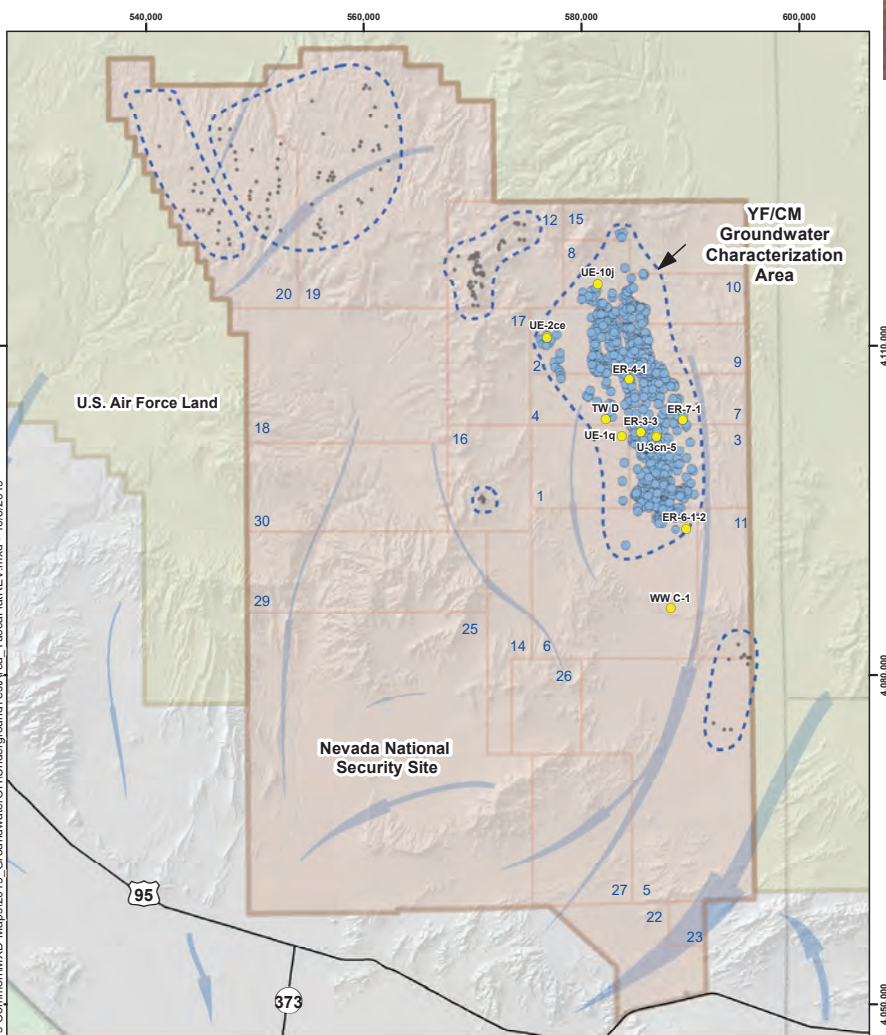 540,000
560,000
580,000
600,000
YF/CM
Groundwater
Characterization
Area
12
15
8
UE-10j
10
20
19
17
UE-2ce
4,110,000
9
2
ER-4-1
U.S. Air Force Land
TW D
ER-3-3
ER-7-1
7
4
18
16
UE-1q
U-3cn-5
3
1
ER-6-1-2
11
30
29
WW C-1
25
14
6
26
4,080,000
Nevada National
Security Site
95
27
5
22
23
373
4,050,000